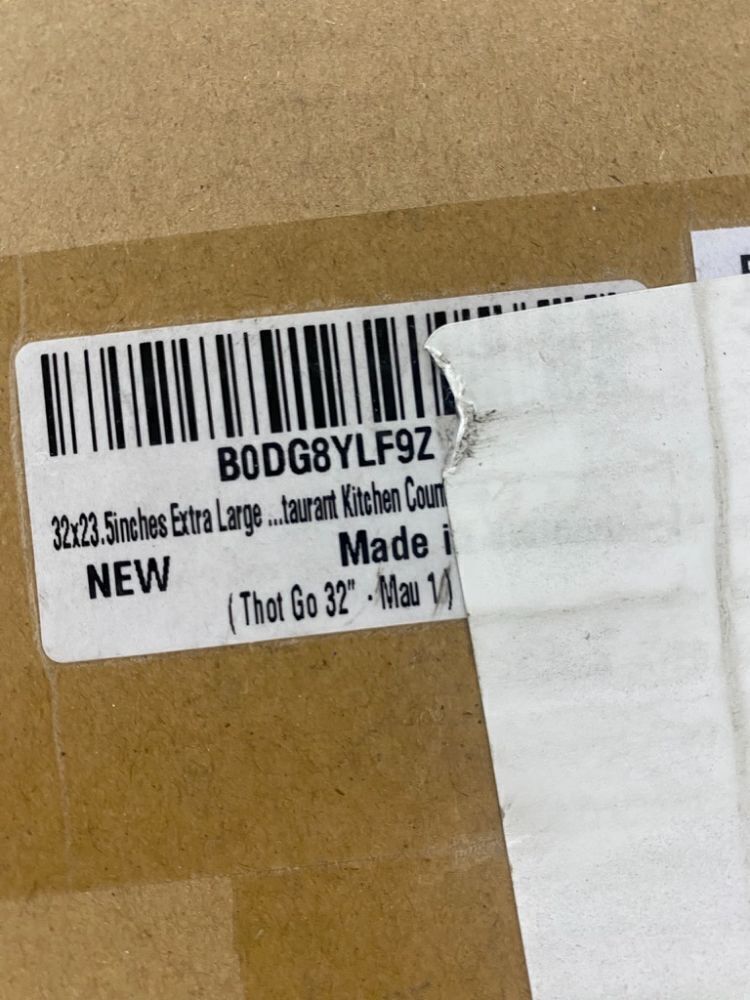 B0DG8YLF9Z
32x23.5inches Extra Large ...taurant Kitchen Coun
NEW
Made i
(Thot Go 32" - Mau 1)